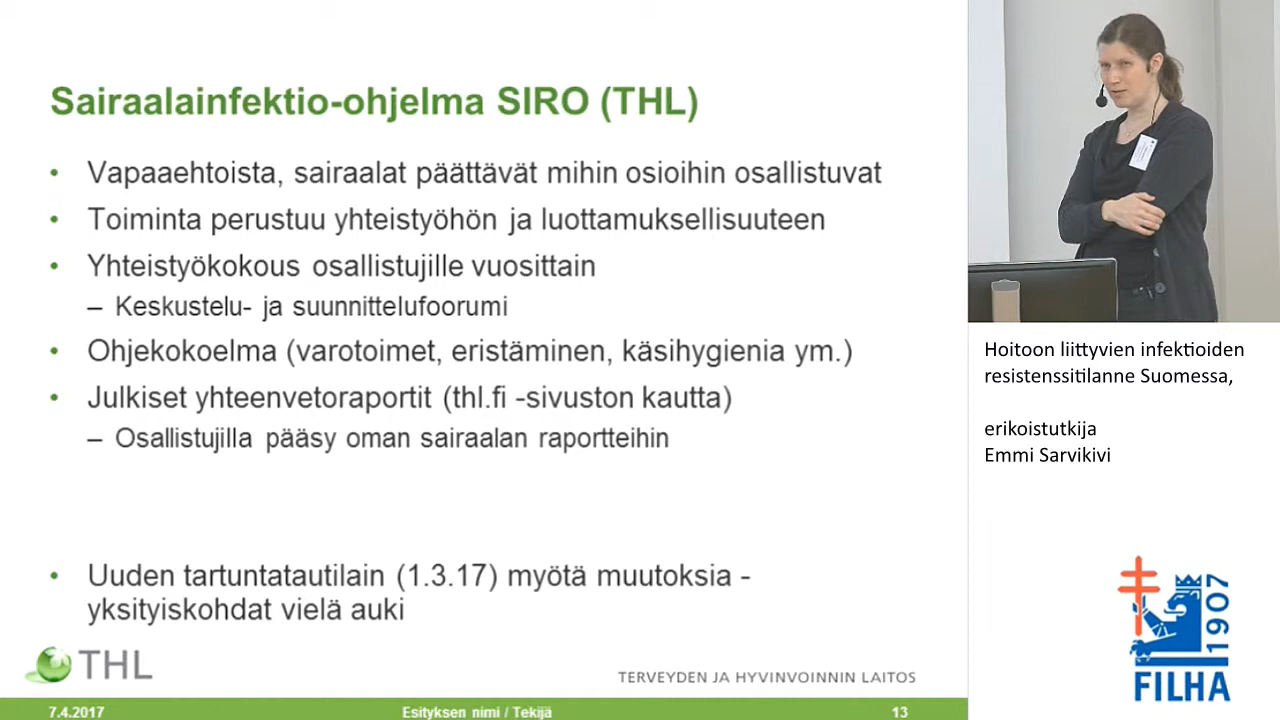 Sairaalainfektio-ohjelma SIRO (THL)
• Vapaaehtoista, sairaalat päättävät mihin osioihin osallistuvat
• Toiminta perustuu yhteistyöhön ja luottamuksellisuuteen
• Yhteistyökokous osallistujille vuosittain
– Keskustelu- ja suunnittelufoorumi
• Ohjekokoelma (varotoimet, eristäminen, käsihygienia ym.)
• Julkiset yhteenvetoraportit (thl.fi -sivuston kautta)
– Osallistujilla pääsy oman sairaalan raportteihin
• Uuden tartuntatautilain (1.3.17) myötä muutoksia -
yksityiskohdat vielä auki
THL
TERVEYDEN JA HYVINVOINNIN LAITOS
7.4.2017
Esityksen nimi / Tekijä
13
Hoitoon liittyvien infektioiden
resistenssitilanne Suomessa,
erikoistutkija
Emmi Sarvikivi
1907
FILHA